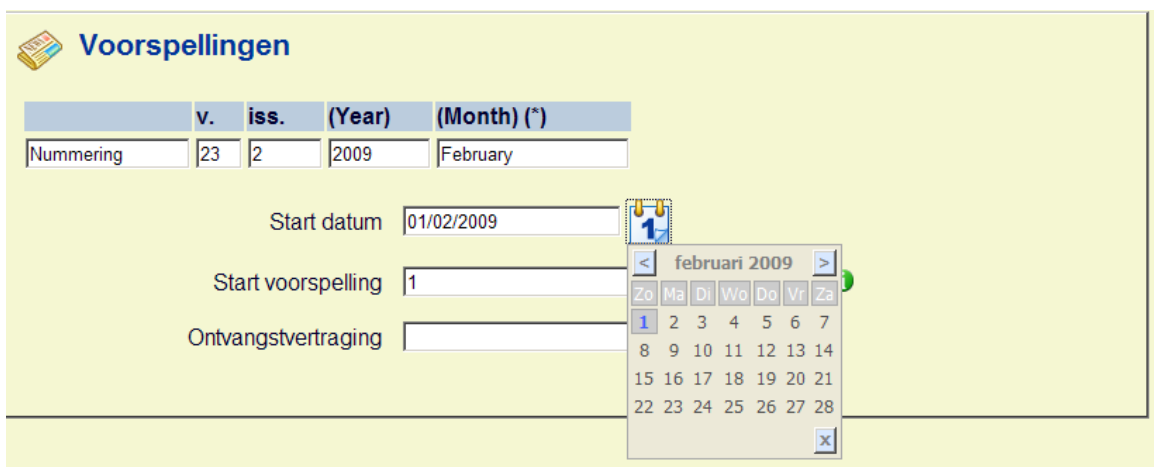 Voorspellingen
v. iss. (Year) (Month) (*)
Nummering 23 2 2009 February
Start datum 01/02/2009 1
< februari 2009 >
Zo Ma Di Wo Do Vr Za
Start voorspelling 1
1 2 3 4 5 6 7
Ontvangstvertraging
8 9 10 11 12 13 14
15 16 17 18 19 20 21
22 23 24 25 26 27 28
x